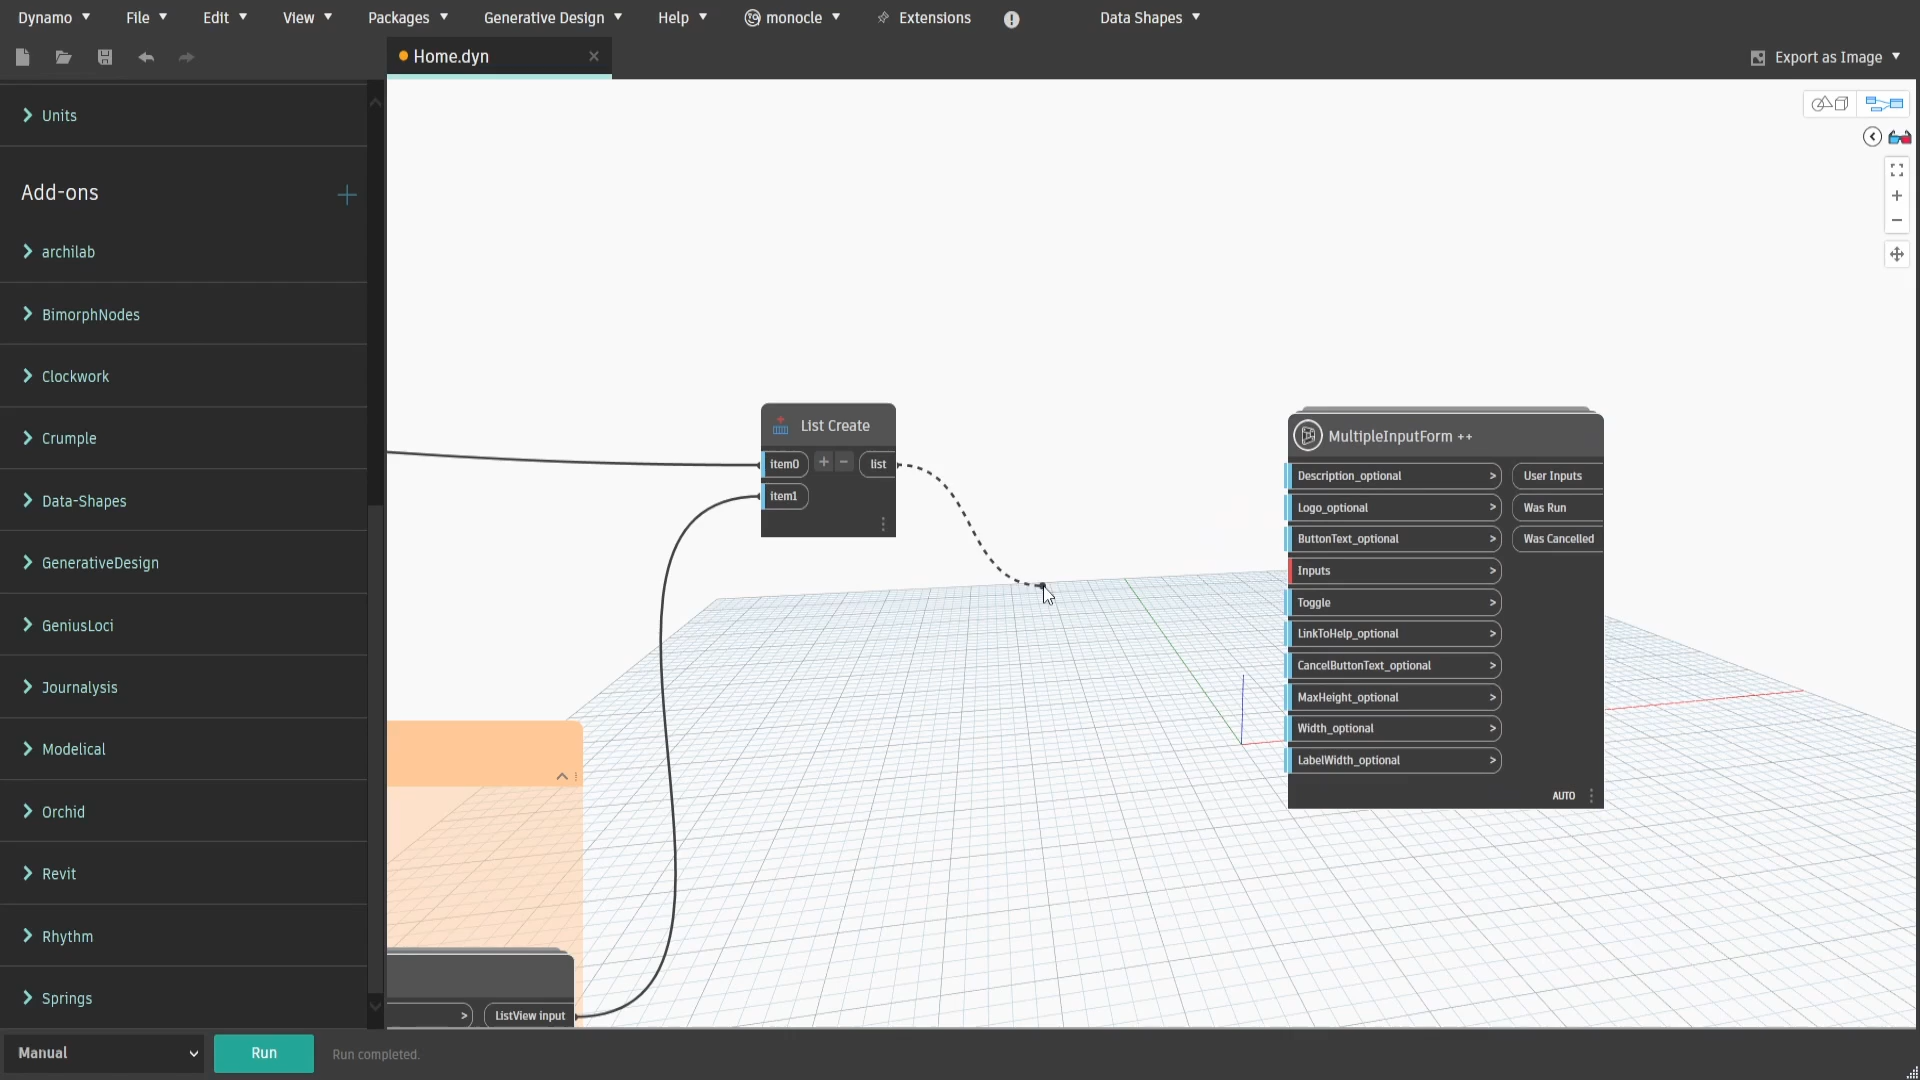 Dynamo File Edit View Packages Generative Design Help monocle Extensions Data Shapes
Home.dyn
Export as Image
Units
Add-ons
archilab
BimorphNodes
Clockwork
Crumple
Data-Shapes
GenerativeDesign
GeniusLoci
Journalysis
Modelical
Orchid
Revit
Rhythm
Springs
List Create
item0 + - list
item1
MultipleInputForm ++
Description_optional > User Inputs
Logo_optional > Was Run
ButtonText_optional > Was Cancelled
Inputs >
Toggle >
LinkToHelp_optional >
CancelButtonText_optional >
MaxHeight_optional >
Width_optional >
LabelWidth_optional >
AUTO
> ListView input
Manual Run Run completed.